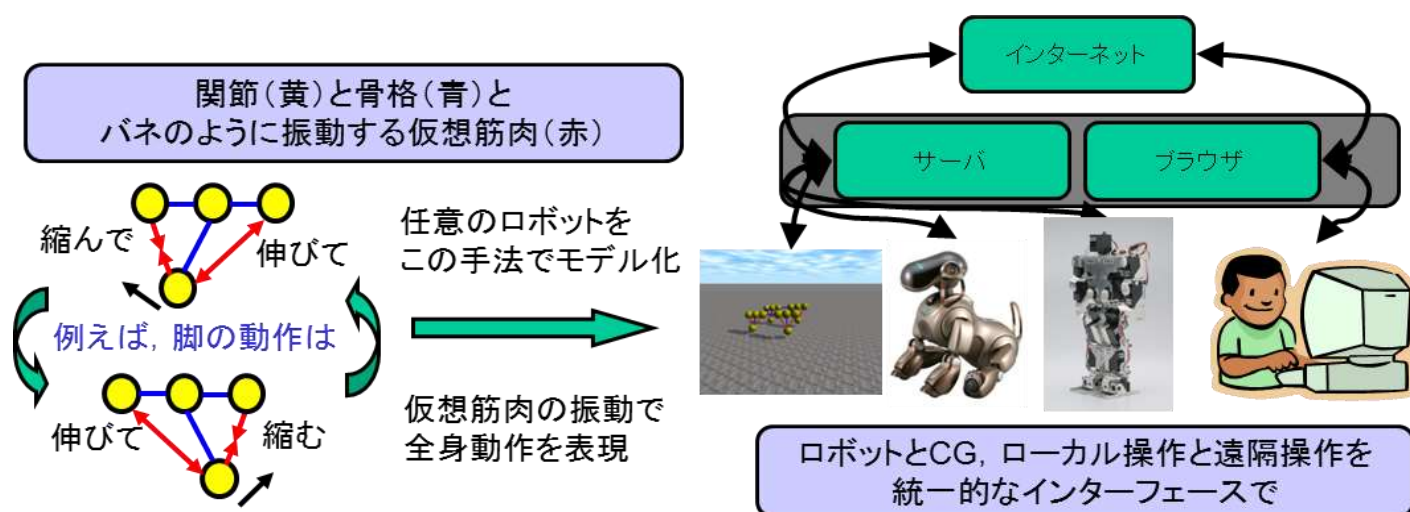 関節(黄)と骨格(青)と
バネのように振動する仮想筋肉(赤)
縮んで
伸びて
例えば, 脚の動作は
伸びて
縮む
任意のロボットを
この手法でモデル化
仮想筋肉の振動で
全身動作を表現
インターネット
サーバ
ブラウザ
ロボットとCG, ローカル操作と遠隔操作を
統一的なインターフェースで